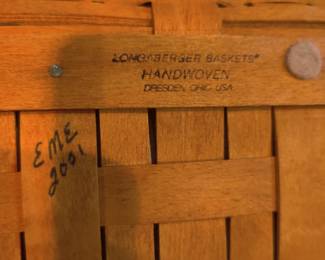 LONGABERGER BASKETS®
HANDWOVEN
DRESDEN, OHIO USA
EME
2001